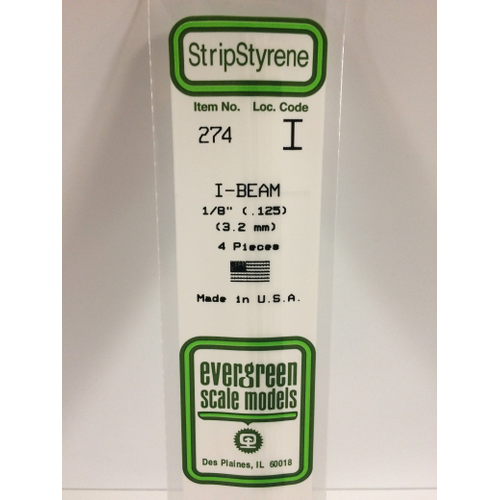 StripStyrene
Item No. Loc. Code
274 I
I-BEAM
1/8" (.125)
(3.2 mm)
4 Pieces
Made in U.S.A.
evergreen
scale models
Des Plaines, IL 60018